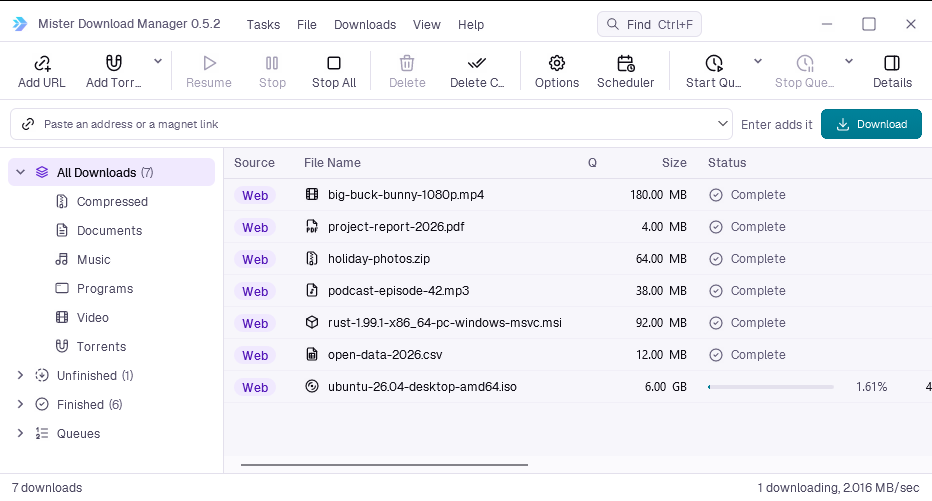 Mister Download Manager 0.5.2 Tasks File Downloads View Help Find Ctrl+F
Add URL Add Torr... Resume Stop Stop All Delete Delete C... Options Scheduler Start Qu... Stop Que... Details
Paste an address or a magnet link Enter adds it Download
All Downloads (7)
Compressed
Documents
Music
Programs
Video
Torrents
Unfinished (1)
Finished (6)
Queues
Source File Name Q Size Status
Web big-buck-bunny-1080p.mp4 180.00 MB Complete
Web project-report-2026.pdf 4.00 MB Complete
Web holiday-photos.zip 64.00 MB Complete
Web podcast-episode-42.mp3 38.00 MB Complete
Web rust-1.99.1-x86_64-pc-windows-msvc.msi 92.00 MB Complete
Web open-data-2026.csv 12.00 MB Complete
Web ubuntu-26.04-desktop-amd64.iso 6.00 GB 1.61% 4
7 downloads 1 downloading, 2.016 MB/sec